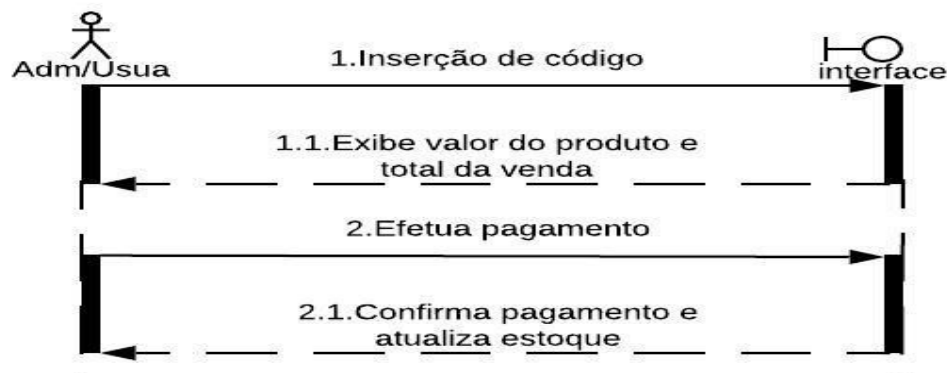 Adm/Usua
interface
1.Inserção de código
1.1.Exibe valor do produto e
total da venda
2.Efetua pagamento
2.1.Confirma pagamento e
atualiza estoque